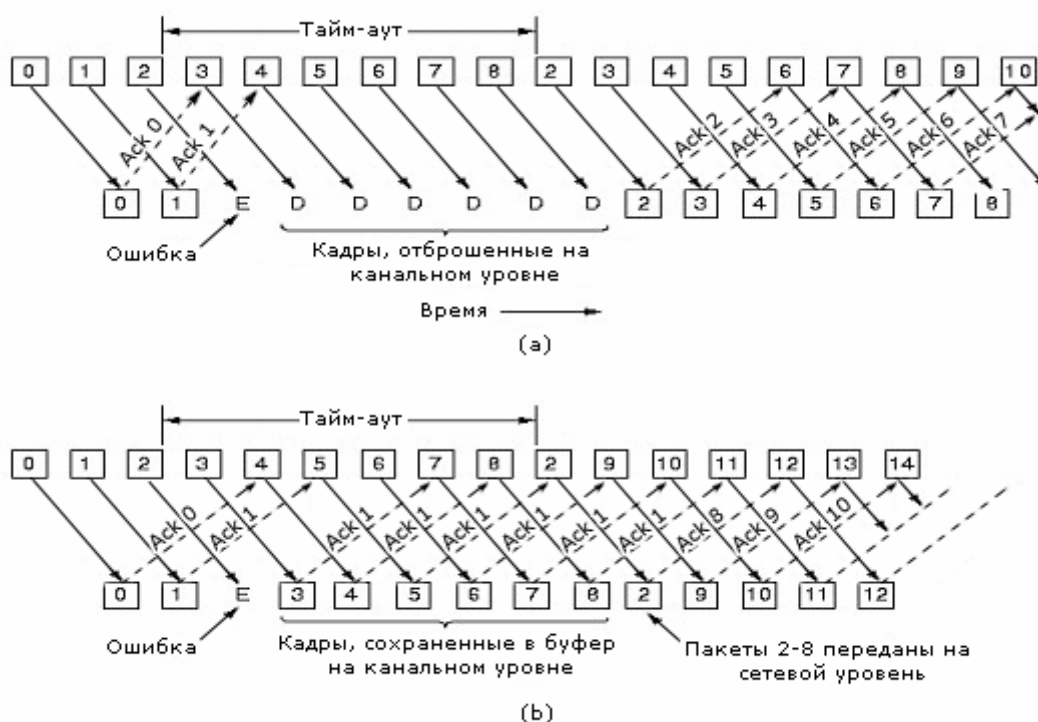 Тайм-аут
0 1 2 3 4 5 6 7 8 2 3 4 5 6 7 8 9 10
Ack 0 Ack 1 Ack 2 Ack 3 Ack 4 Ack 5 Ack 6 Ack 7
0 1 E D D D D D D 2 3 4 5 6 7 8
Ошибка
Кадры, отброшенные на
канальном уровне
Время
(a)
Тайм-аут
0 1 2 3 4 5 6 7 8 2 9 10 11 12 13 14
Ack 0 Ack 1 Ack 1 Ack 1 Ack 1 Ack 1 Ack 1 Ack 1 Ack 8 Ack 9 Ack 10
0 1 E 3 4 5 6 7 8 2 9 10 11 12
Ошибка
Кадры, сохраненные в буфер
на канальном уровне
Пакеты 2-8 переданы на
сетевой уровень
(b)